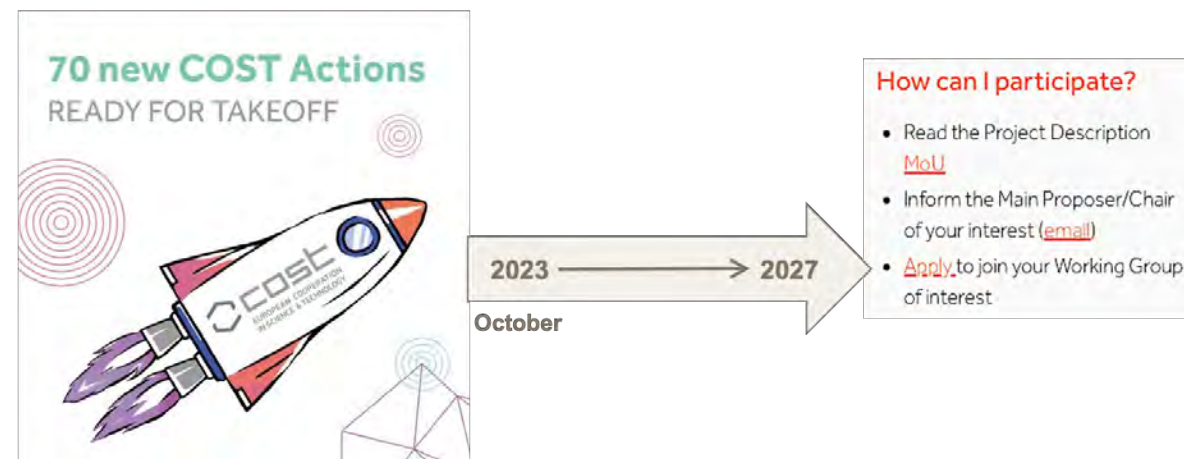 70 new COST Actions
READY FOR TAKEOFF
cost
EUROPEAN COOPERATION
IN SCIENCE & TECHNOLOGY
2023
2027
October
How can I participate?
• Read the Project Description
MoU
• Inform the Main Proposer/Chair
of your interest (email)
• Apply to join your Working Group
of interest